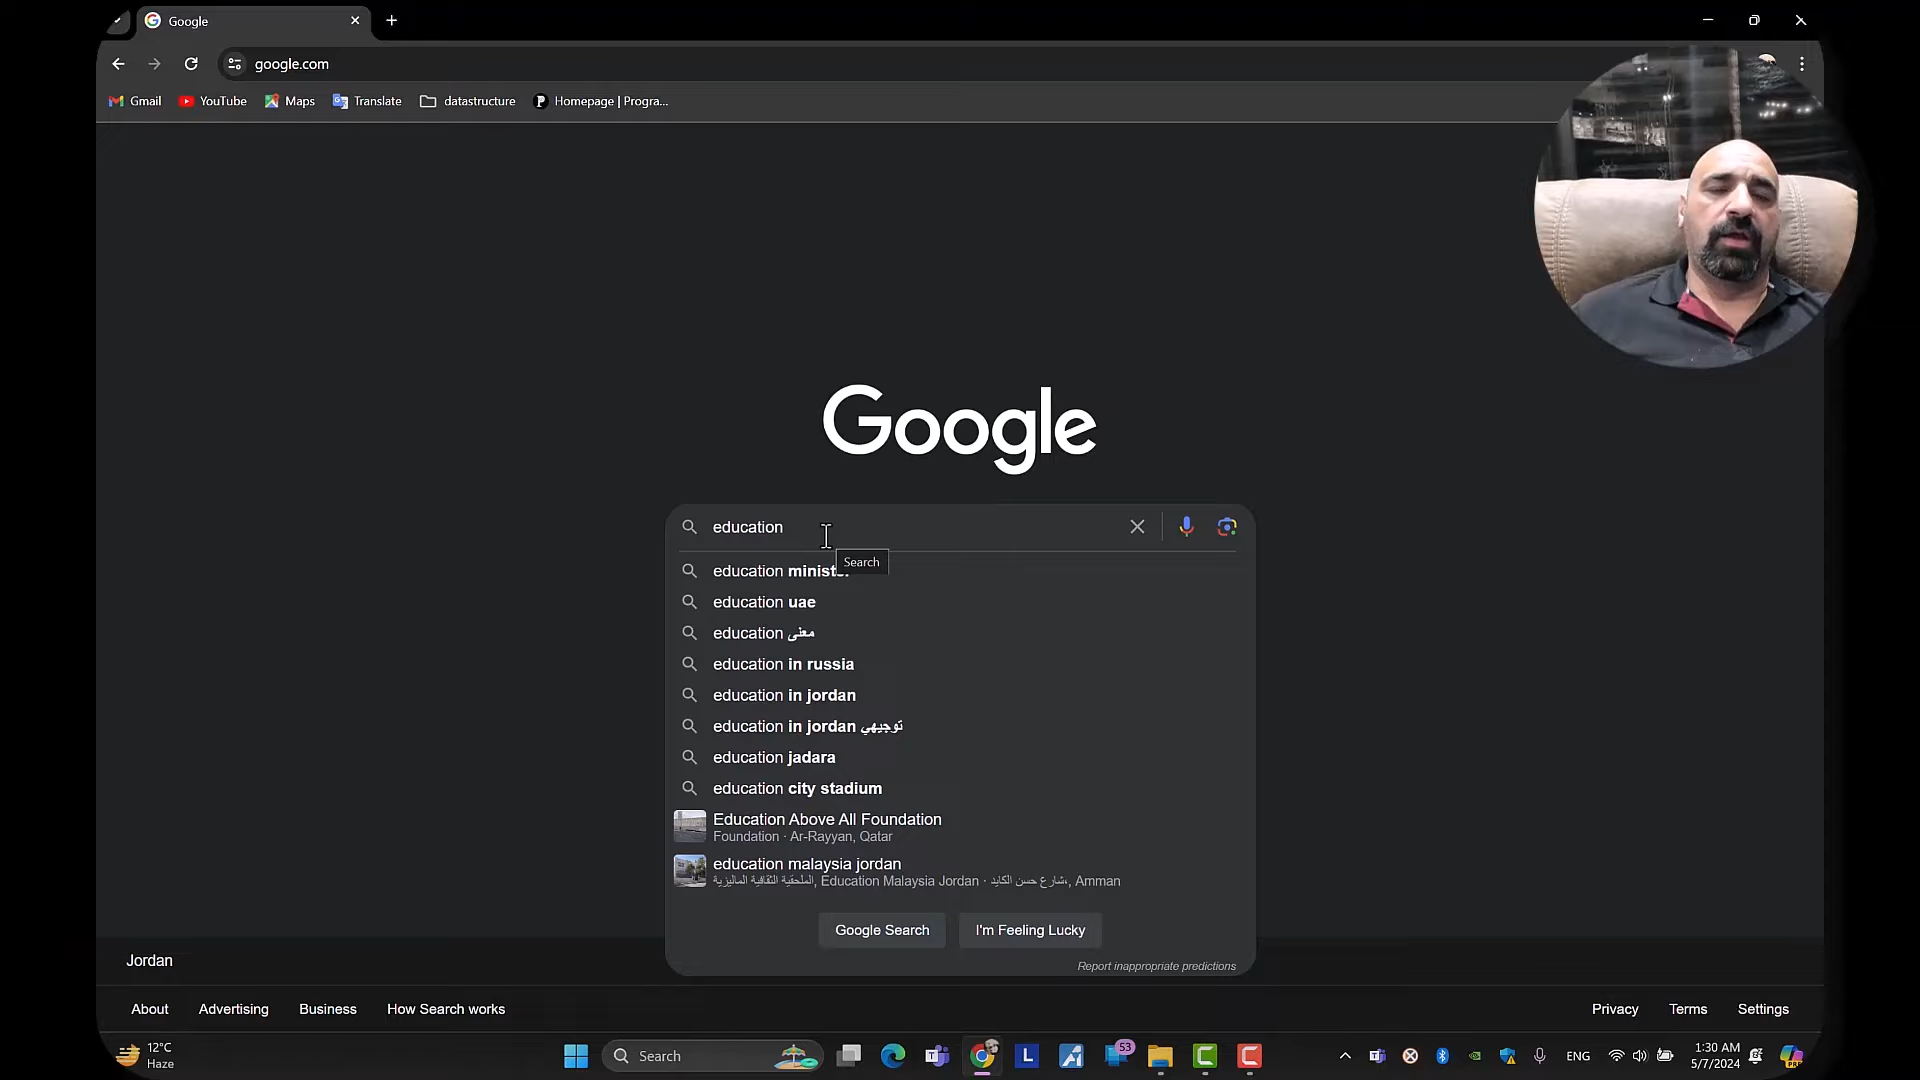 Google
google.com
Gmail
YouTube
Maps
Translate
datastructure
Homepage | Progra...
Google
education
Search
education
education uae
education معنى
education in russia
education in jordan
education in jordan توجيهي
education jadara
education city stadium
Education Above All Foundation
Foundation · Ar-Rayyan, Qatar
education malaysia jordan
الملحقية الثقافية الماليزية, Education Malaysia Jordan · شارع حسن الكايد،, Amman
Google Search
I'm Feeling Lucky
Report inappropriate predictions
Jordan
About
Advertising
Business
How Search works
Privacy
Terms
Settings
12°C
Haze
Search
53
ENG
1:30 AM
5/7/2024